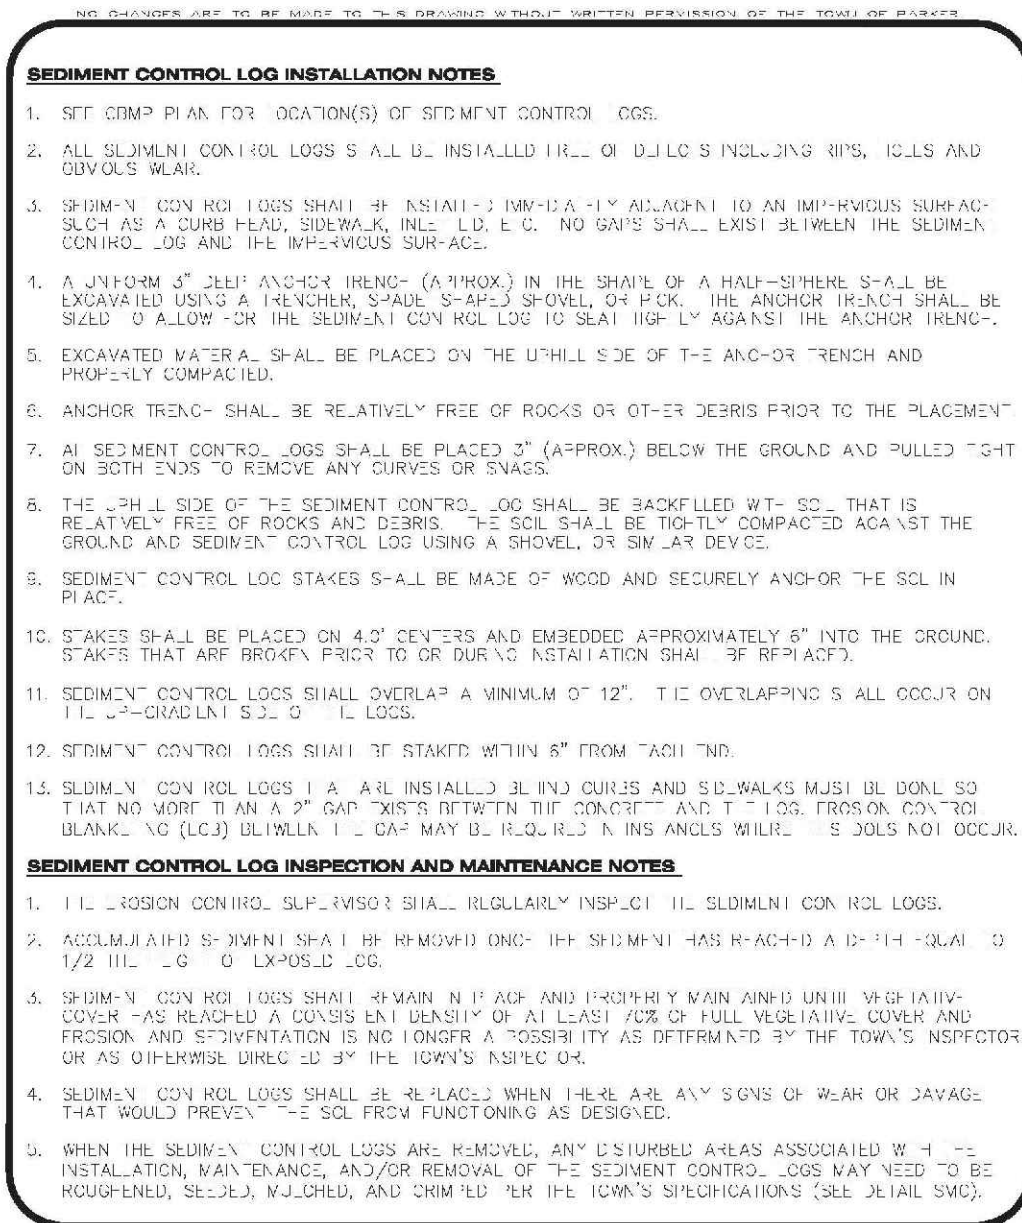 NO CHANGES ARE TO BE MADE TO THIS DRAWING WITHOUT WRITTEN PERMISSION OF THE TOWN OF PARKER
SEDIMENT CONTROL LOG INSTALLATION NOTES
1. SEE CBMP PLAN FOR LOCATION(S) OF SEDIMENT CONTROL LOGS.
2. ALL SEDIMENT CONTROL LOGS SHALL BE INSTALLED FREE OF DEFECTS INCLUDING RIPS, HOLES AND
OBVIOUS WEAR.
3. SEDIMENT CONTROL LOGS SHALL BE INSTALLED IMMEDIATELY ADJACENT TO AN IMPERVIOUS SURFACE
SUCH AS A CURB HEAD, SIDEWALK, INLET LID, ETC. NO GAPS SHALL EXIST BETWEEN THE SEDIMENT
CONTROL LOG AND THE IMPERVIOUS SURFACE.
4. A UNIFORM 3" DEEP ANCHOR TRENCH (APPROX.) IN THE SHAPE OF A HALF-SPHERE SHALL BE
EXCAVATED USING A TRENCHER, SPADE SHAPED SHOVEL, OR PICK. THE ANCHOR TRENCH SHALL BE
SIZED TO ALLOW FOR THE SEDIMENT CONTROL LOG TO SEAT TIGHTLY AGAINST THE ANCHOR TRENCH.
5. EXCAVATED MATERIAL SHALL BE PLACED ON THE UPHILL SIDE OF THE ANCHOR TRENCH AND
PROPERLY COMPACTED.
6. ANCHOR TRENCH SHALL BE RELATIVELY FREE OF ROCKS OR OTHER DEBRIS PRIOR TO THE PLACEMENT
7. All SEDIMENT CONTROL LOGS SHALL BE PLACED 3" (APPROX.) BELOW THE GROUND AND PULLED TIGHT
ON BOTH ENDS TO REMOVE ANY CURVES OR SNAGS.
8. THE UPHILL SIDE OF THE SEDIMENT CONTROL LOG SHALL BE BACKFILLED WITH SOIL THAT IS
RELATIVELY FREE OF ROCKS AND DEBRIS. THE SOIL SHALL BE TIGHTLY COMPACTED AGAINST THE
GROUND AND SEDIMENT CONTROL LOG USING A SHOVEL, OR SIMILAR DEVICE.
9. SEDIMENT CONTROL LOG STAKES SHALL BE MADE OF WOOD AND SECURELY ANCHOR THE SCL IN
PLACE.
10. STAKES SHALL BE PLACED ON 4.0' CENTERS AND EMBEDDED APPROXIMATELY 6" INTO THE GROUND.
STAKES THAT ARE BROKEN PRIOR TO OR DURING INSTALLATION SHALL BE REPLACED.
11. SEDIMENT CONTROL LOGS SHALL OVERLAP A MINIMUM OF 12". THE OVERLAPPING SHALL OCCUR ON
THE UP-GRADIENT SIDE OF THE LOGS.
12. SEDIMENT CONTROL LOGS SHALL BE STAKED WITHIN 6" FROM EACH END.
13. SEDIMENT CONTROL LOGS THAT ARE INSTALLED BEHIND CURBS AND SIDEWALKS MUST BE DONE SO
THAT NO MORE THAN A 2" GAP EXISTS BETWEEN THE CONCRETE AND THE LOG. EROSION CONTROL
BLANKETING (ECB) BETWEEN THE GAP MAY BE REQUIRED IN INSTANCES WHERE THIS DOES NOT OCCUR.
SEDIMENT CONTROL LOG INSPECTION AND MAINTENANCE NOTES
1. THE EROSION CONTROL SUPERVISOR SHALL REGULARLY INSPECT THE SEDIMENT CONTROL LOGS.
2. ACCUMULATED SEDIMENT SHALL BE REMOVED ONCE THE SEDIMENT HAS REACHED A DEPTH EQUAL TO
1/2 THE HEIGHT OF EXPOSED LOG.
3. SEDIMENT CONTROL LOGS SHALL REMAIN IN PLACE AND PROPERLY MAINTAINED UNTIL VEGETATIVE
COVER HAS REACHED A CONSISTENT DENSITY OF AT LEAST 70% OF FULL VEGETATIVE COVER AND
EROSION AND SEDIMENTATION IS NO LONGER A POSSIBILITY AS DETERMINED BY THE TOWN'S INSPECTOR
OR AS OTHERWISE DIRECTED BY THE TOWN'S INSPECTOR.
4. SEDIMENT CONTROL LOGS SHALL BE REPLACED WHEN THERE ARE ANY SIGNS OF WEAR OR DAMAGE
THAT WOULD PREVENT THE SCL FROM FUNCTIONING AS DESIGNED.
5. WHEN THE SEDIMENT CONTROL LOGS ARE REMOVED, ANY DISTURBED AREAS ASSOCIATED WITH THE
INSTALLATION, MAINTENANCE, AND/OR REMOVAL OF THE SEDIMENT CONTROL LOGS MAY NEED TO BE
ROUGHENED, SEEDED, MULCHED, AND CRIMPED PER THE TOWN'S SPECIFICATIONS (SEE DETAIL SMC).